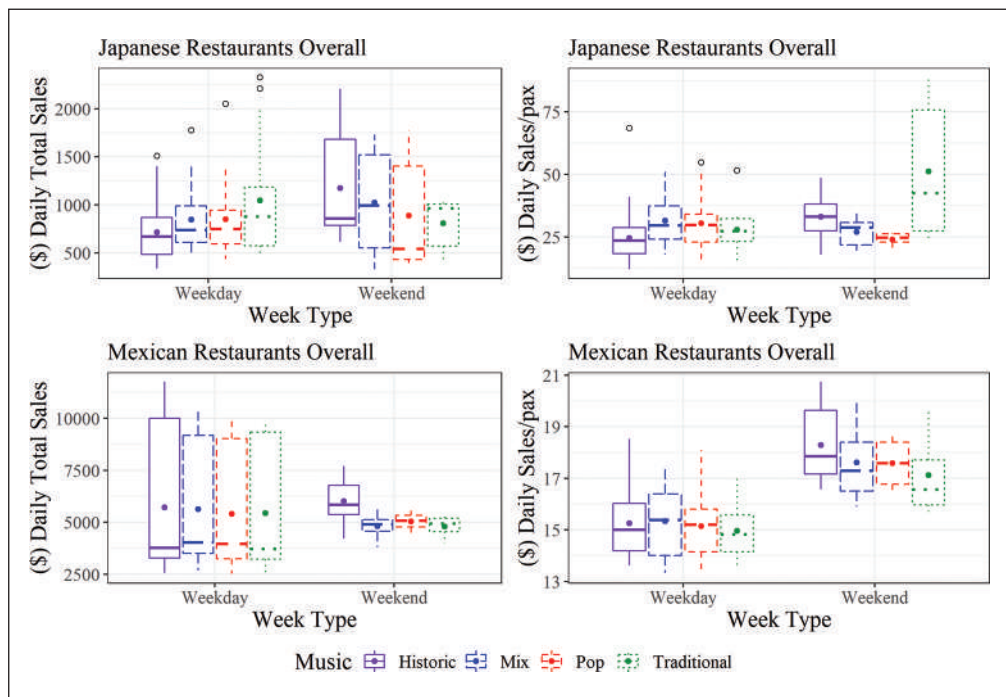 Japanese Restaurants Overall
($) Daily Total Sales
2000
1500
1000
500
Weekday
Weekend
Week Type
Japanese Restaurants Overall
($) Daily Sales/pax
75
50
25
Weekday
Weekend
Week Type
Mexican Restaurants Overall
($) Daily Total Sales
10000
7500
5000
2500
Weekday
Weekend
Week Type
Mexican Restaurants Overall
($) Daily Sales/pax
21
19
17
15
13
Weekday
Weekend
Week Type
Music Historic Mix Pop Traditional